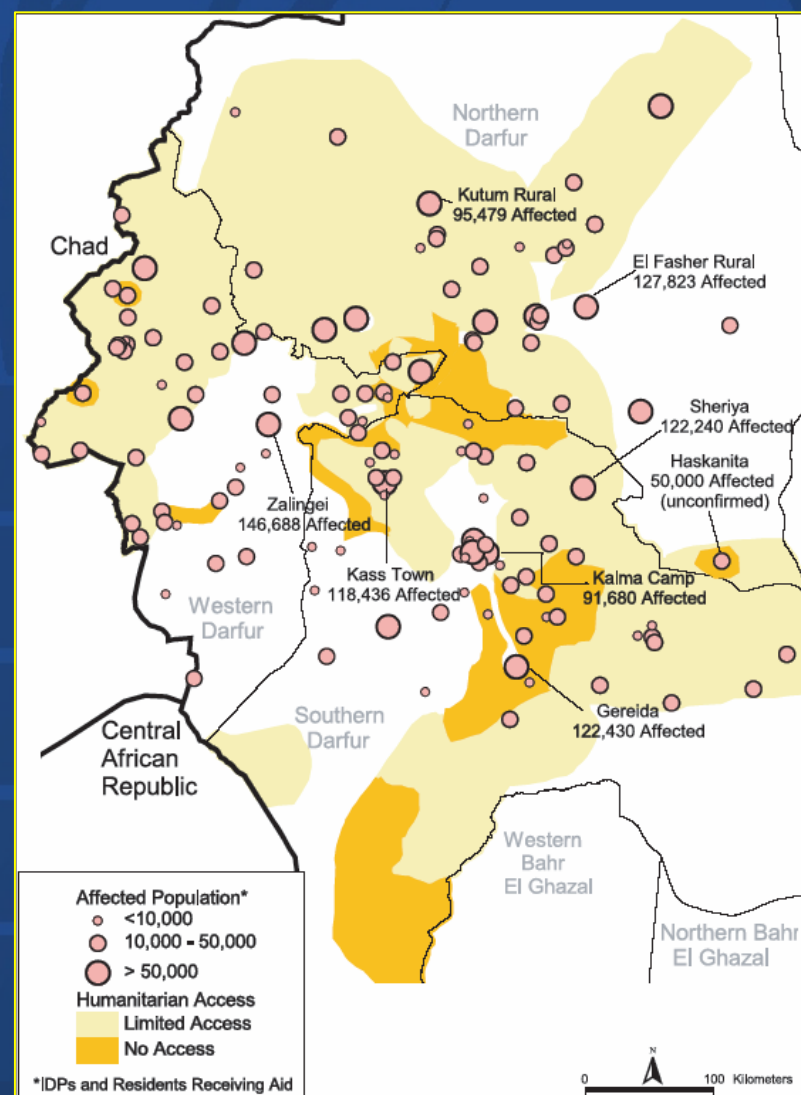 Northern
Darfur
Kutum Rural
95,479 Affected
Chad
El Fasher Rural
127,823 Affected
Sheriya
122,240 Affected
Haskanita
50,000 Affected
(unconfirmed)
Zalingei
146,688 Affected
Kass Town
118,436 Affected
Kalma Camp
91,680 Affected
Western
Darfur
Gereida
122,430 Affected
Southern
Darfur
Central
African
Republic
Western
Bahr
El Ghazal
Northern Bahr
El Ghazal
Affected Population*
<10,000
10,000 - 50,000
> 50,000
Humanitarian Access
Limited Access
No Access
*IDPs and Residents Receiving Aid
N
0 100 Kilometers